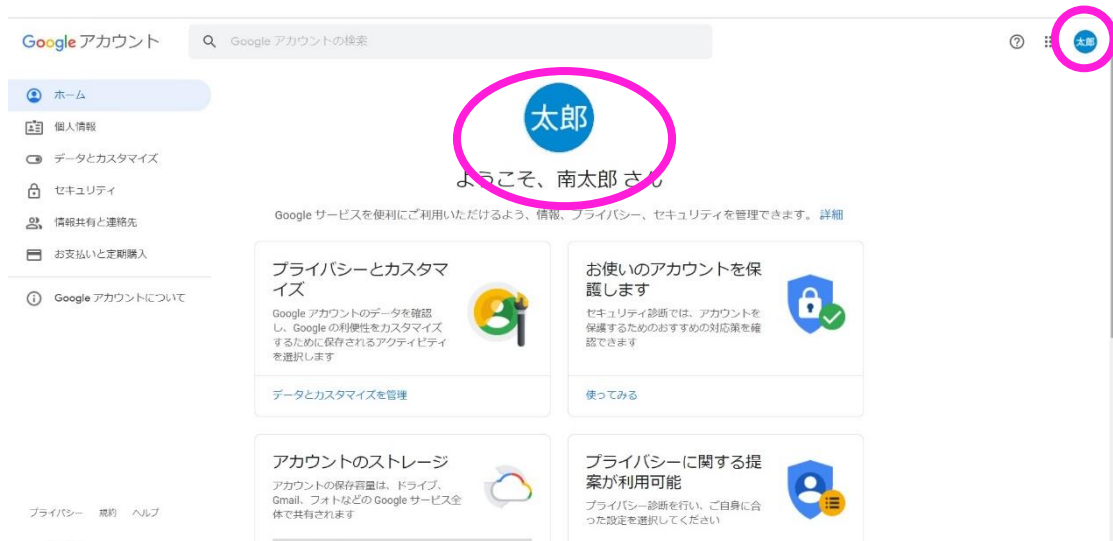 Google アカウント
Google アカウントの検索
太郎
ホーム
個人情報
データとカスタマイズ
セキュリティ
情報共有と連絡先
お支払いと定期購入
Google アカウントについて
太郎
ようこそ、南太郎 さん
Google サービスを便利にご利用いただけるよう、情報、プライバシー、セキュリティを管理できます。 詳細
プライバシーとカスタマ
イズ
Google アカウントのデータを確認
し、Google の利便性をカスタマイズ
するために保存されるアクティビティ
を選択します
データとカスタマイズを管理
お使いのアカウントを保
護します
セキュリティ診断では、アカウントを
保護するためのおすすめの対応策を確
認できます
使ってみる
アカウントのストレージ
アカウントの保存容量は、ドライブ、
Gmail、フォトなどの Google サービス全
体で共有されます
プライバシーに関する提
案が利用可能
プライバシー診断を行い、ご自身に合
った設定を選択してください
プライバシー 規約 ヘルプ